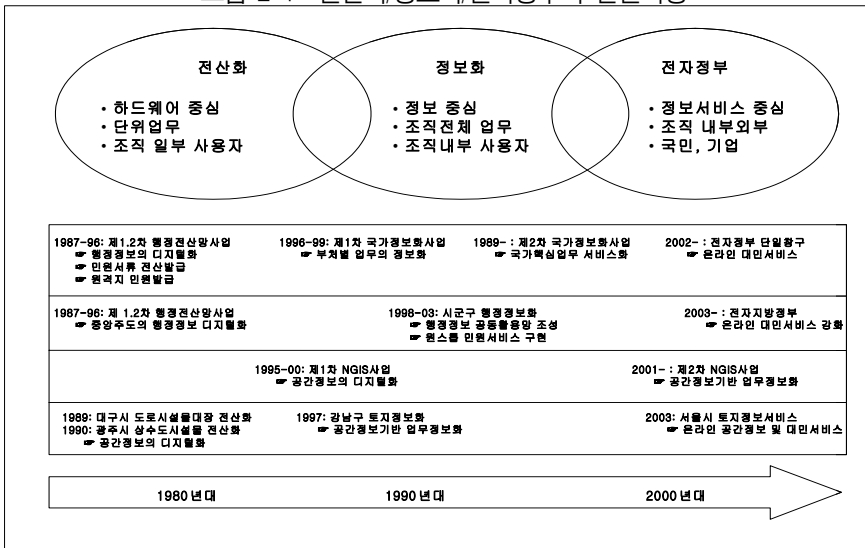 전산화
• 하드웨어 중심
• 단위업무
• 조직 일부 사용자
정보화
• 정보 중심
• 조직전체 업무
• 조직내부 사용자
전자정부
• 정보서비스 중심
• 조직 내부외부
• 국민, 기업
1987-96: 제1.2차 행정전산망사업
☞ 행정정보의 디지털화
☞ 민원서류 전산발급
☞ 원격지 민원발급
1996-99: 제1차 국가정보화사업
☞ 부처별 업무의 정보화
1989- : 제2차 국가정보화사업
☞ 국가핵심업무 서비스화
2002- : 전자정부 단일창구
☞ 온라인 대민서비스
1987-96: 제 1.2차 행정전산망사업
☞ 중앙주도의 행정정보 디지털화
1998-03: 시군구 행정정보화
☞ 행정정보 공동활용망 조성
☞ 원스톱 민원서비스 구현
2003- : 전자지방정부
☞ 온라인 대민서비스 강화
1995-00: 제1차 NGIS사업
☞ 공간정보의 디지털화
2001- : 제2차 NGIS사업
☞ 공간정보기반 업무정보화
1989: 대구시 도로시설물대장 전산화
1990: 광주시 상수도시설물 전산화
☞ 공간정보의 디지털화
1997: 강남구 토지정보화
☞ 공간정보기반 업무정보화
2003: 서울시 토지정보서비스
☞ 온라인 공간정보 및 대민서비스
1980년대
1990년대
2000년대